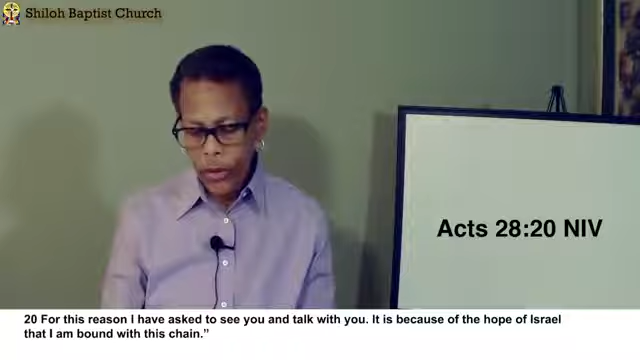 Shiloh Baptist Church
Acts 28:20 NIV
20 For this reason I have asked to see you and talk with you. It is because of the hope of Israel
that I am bound with this chain.”